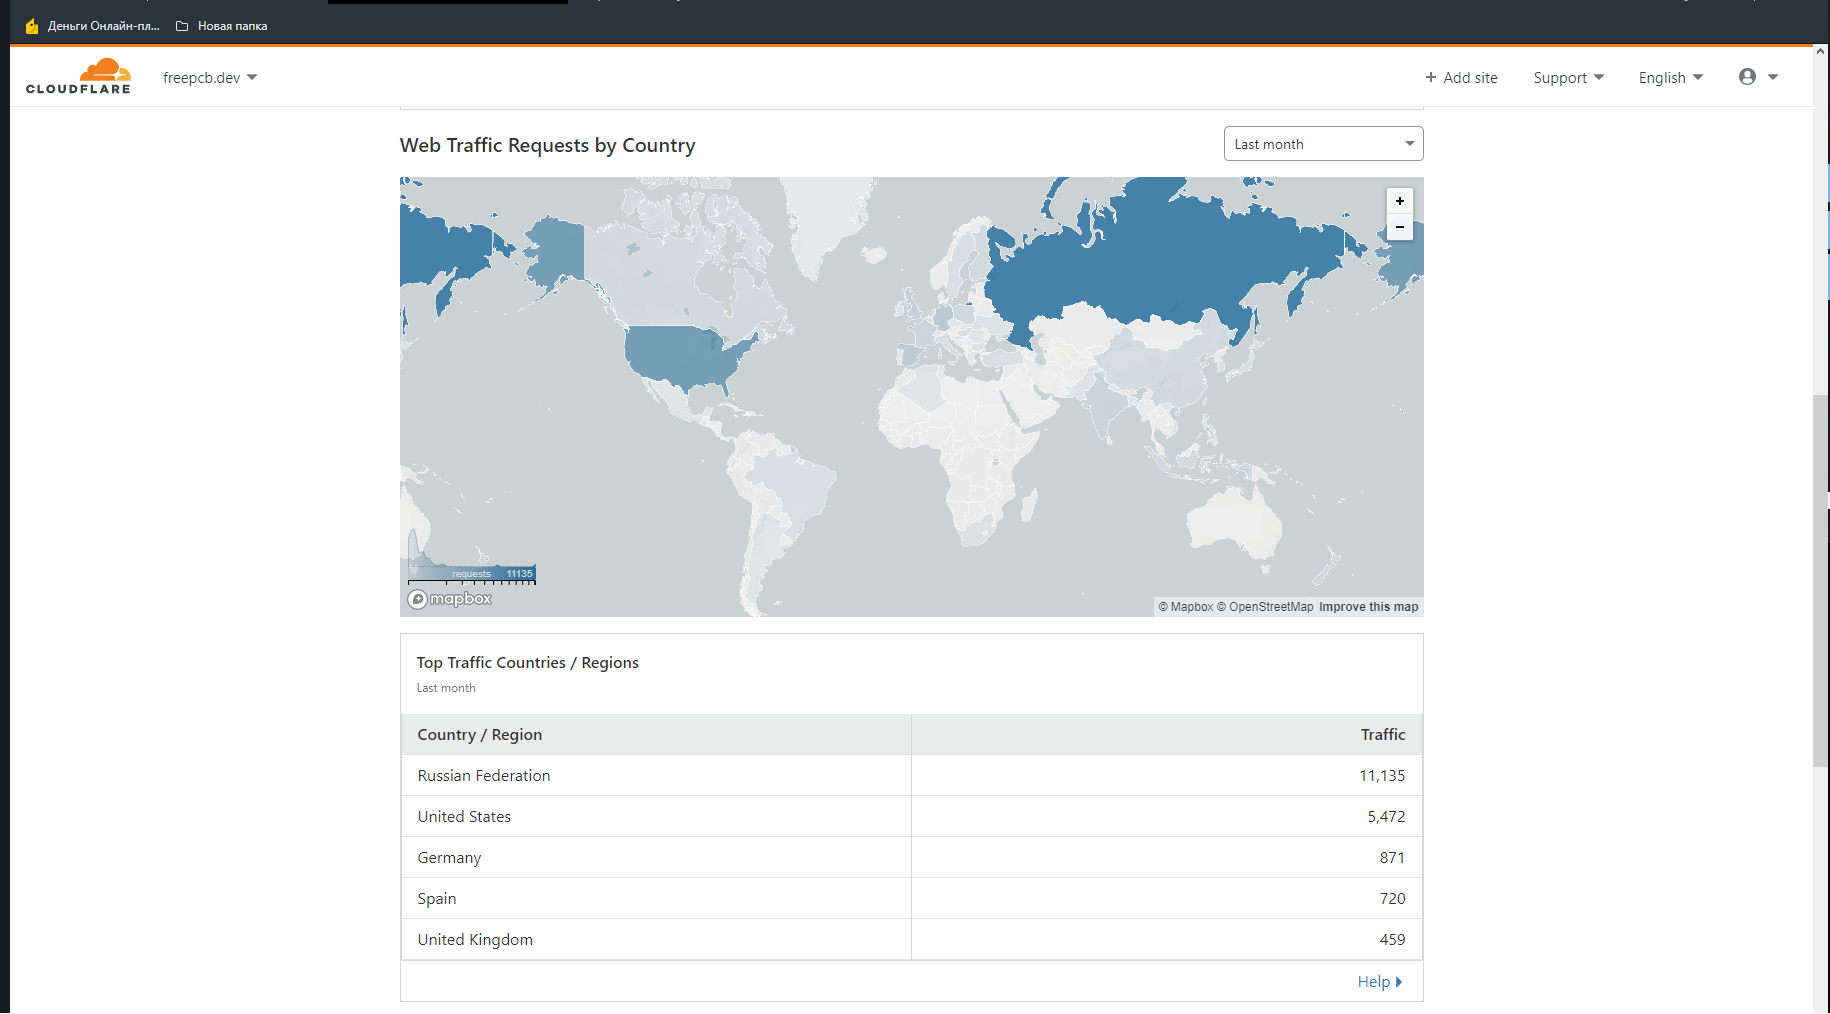 Деньги Онлайн-пл...
Новая папка
CLOUDFLARE
freepcb.dev
+ Add site
Support
English
Web Traffic Requests by Country
Last month
+
−
requests 11135
mapbox
© Mapbox © OpenStreetMap Improve this map
Top Traffic Countries / Regions
Last month
Country / Region Traffic
Russian Federation 11,135
United States 5,472
Germany 871
Spain 720
United Kingdom 459
Help